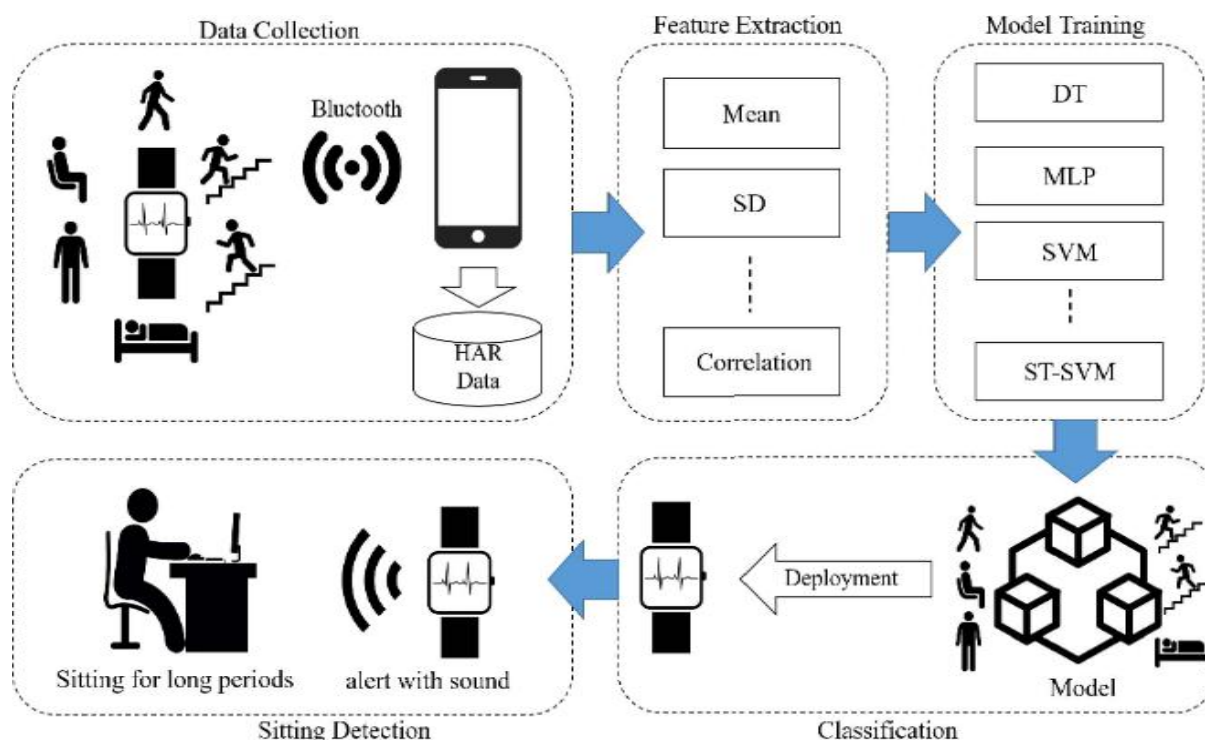 Data Collection
Bluctooth
HAR
Data
Feature Extraction
Mean
SD
Correlation
Model Training
DT
MLP
SVM
ST-SVM
Sitting for long periods
alert with sound
Sitting Detection
Deployment
Model
Classification